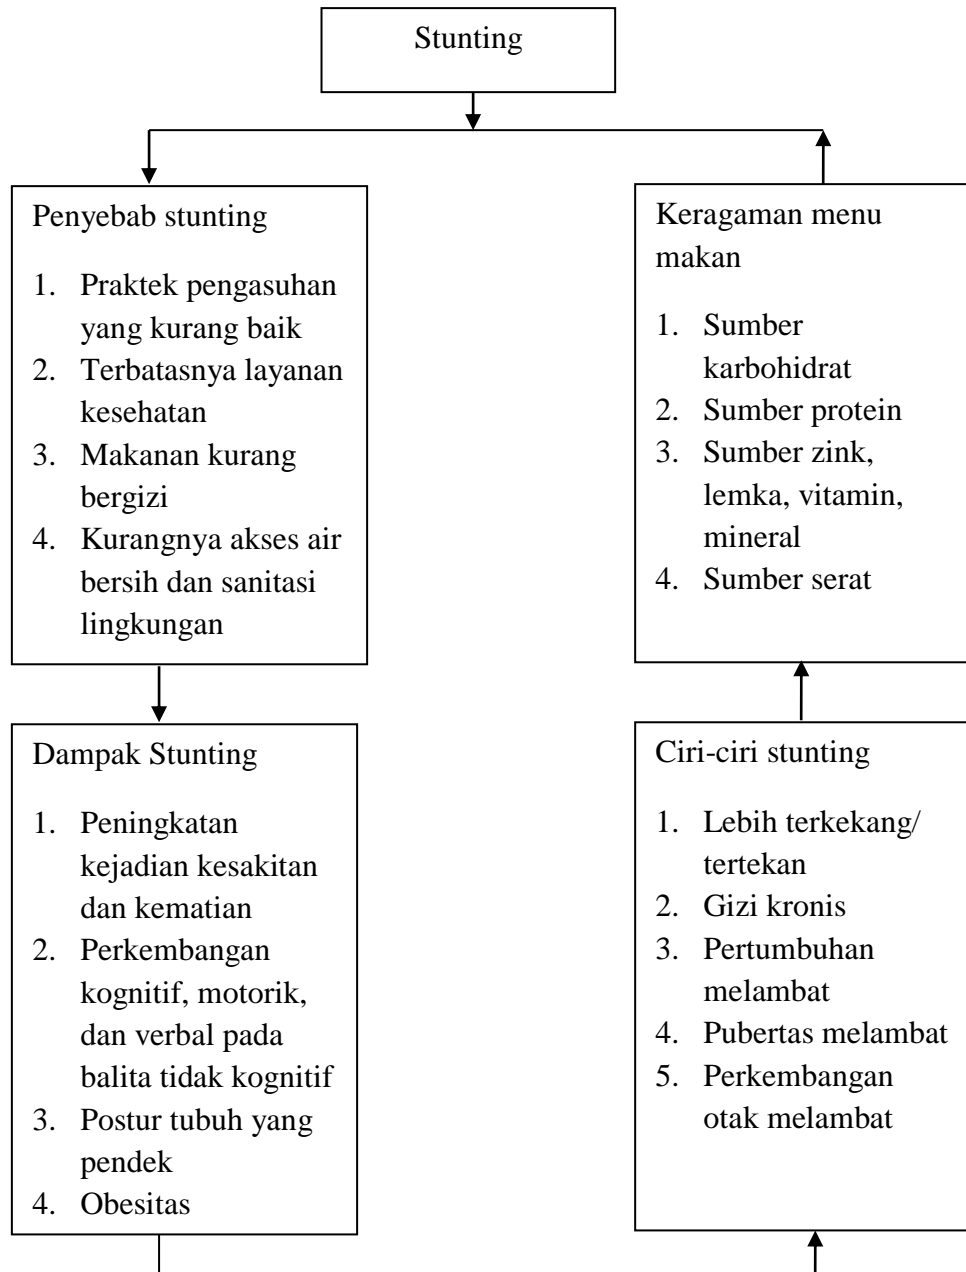 Stunting
Penyebab stunting
1. Praktek pengasuhan
yang kurang baik
2. Terbatasnya layanan
kesehatan
3. Makanan kurang
bergizi
4. Kurangnya akses air
bersih dan sanitasi
lingkungan
Dampak Stunting
1. Peningkatan
kejadian kesakitan
dan kematian
2. Perkembangan
kognitif, motorik,
dan verbal pada
balita tidak kognitif
3. Postur tubuh yang
pendek
4. Obesitas
Keragaman menu
makan
1. Sumber
karbohidrat
2. Sumber protein
3. Sumber zink,
lemka, vitamin,
mineral
4. Sumber serat
Ciri-ciri stunting
1. Lebih terkekang/
tertekan
2. Gizi kronis
3. Pertumbuhan
melambat
4. Pubertas melambat
5. Perkembangan
otak melambat